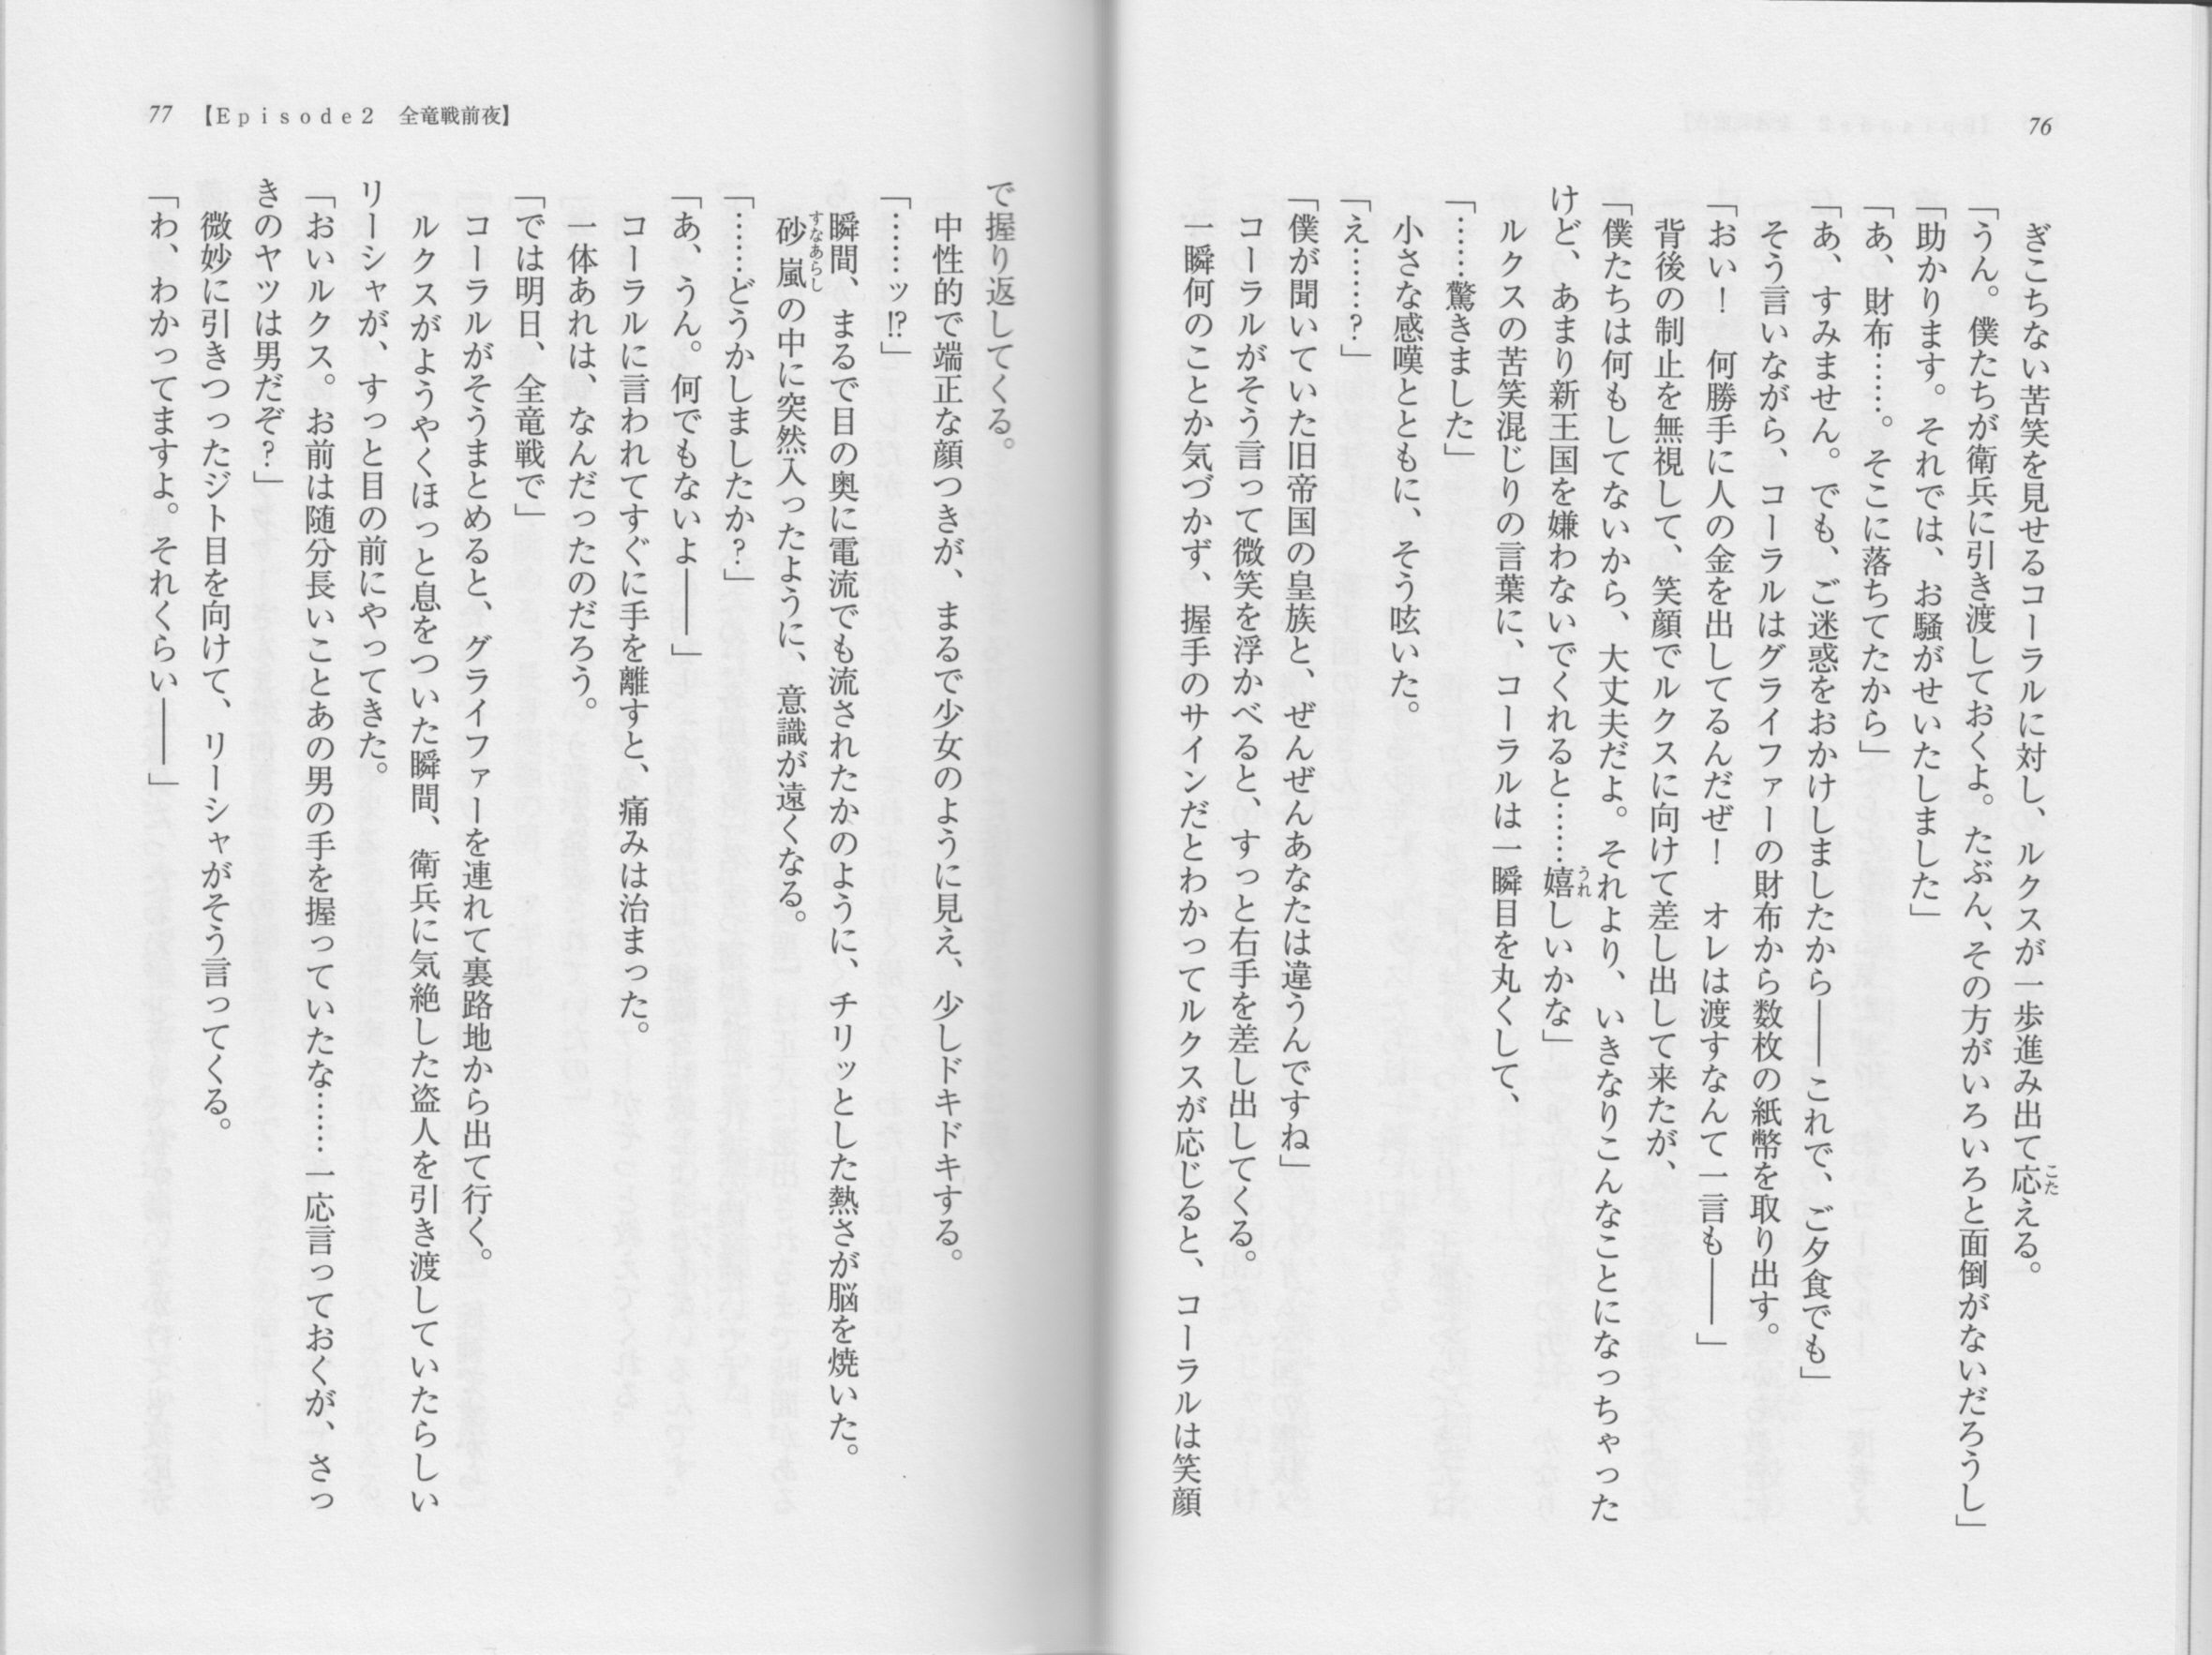 76
ぎこちない苦笑を見せるコーラルに対し、ルクスが一歩進み出て応こたえる。
「うん。僕たちが衛兵に引き渡しておくよ。たぶん、その方がいろいろと面倒がないだろうし」
「助かります。それでは、お騒がせいたしました」
「あ、財布……。そこに落ちてたから」
「あ、すみません。でも、ご迷惑をおかけしましたから――これで、ご夕食でも」
そう言いながら、コーラルはグライファーの財布から数枚の紙幣を取り出す。
「おい！　何勝手に人の金を出してるんだぜ！　オレは渡すなんて一言も――」
背後の制止を無視して、笑顔でルクスに向けて差し出して来たが、
「僕たちは何もしてないから、大丈夫だよ。それより、いきなりこんなことになっちゃった
けど、あまり新王国を嫌わないでくれると……嬉うれしいかな」
ルクスの苦笑混じりの言葉に、コーラルは一瞬目を丸くして、
「……驚きました」
小さな感嘆とともに、そう呟いた。
「え……？」
「僕が聞いていた旧帝国の皇族と、ぜんぜんあなたは違うんですね」
コーラルがそう言って微笑を浮かべると、すっと右手を差し出してくる。
一瞬何のことか気づかず、握手のサインだとわかってルクスが応じると、コーラルは笑顔
77 【Episode2　全竜戦前夜】
で握り返してくる。
中性的で端正な顔つきが、まるで少女のように見え、少しドキドキする。
「……ッ⁉」
瞬間、まるで目の奥に電流でも流されたかのように、チリッとした熱さが脳を焼いた。
砂嵐すなあらしの中に突然入ったように、意識が遠くなる。
「……どうかしましたか？」
「あ、うん。何でもないよ――」
コーラルに言われてすぐに手を離すと、痛みは治まった。
一体あれは、なんだったのだろう。
「では明日、全竜戦で」
コーラルがそうまとめると、グライファーを連れて裏路地から出て行く。
ルクスがようやくほっと息をついた瞬間、衛兵に気絶した盗人を引き渡していたらしい
リーシャが、すっと目の前にやってきた。
「おいルクス。お前は随分長いことあの男の手を握っていたな……一応言っておくが、さっ
きのヤツは男だぞ？」
微妙に引きつったジト目を向けて、リーシャがそう言ってくる。
「わ、わかってますよ。それくらい――」